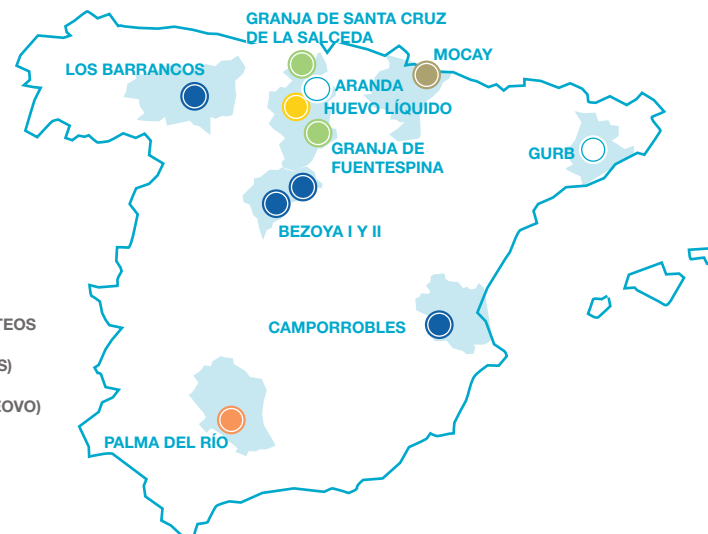 GRANJA DE SANTA CRUZ
DE LA SALCEDA
MOCAY
LOS BARRANCOS
ARANDA
HUEVO LÍQUIDO
GRANJA DE
FUENTESPINA
GURB
BEZOYA I Y II
TEOS
CAMPORROBLES
S)
EOVO)
PALMA DEL RÍO